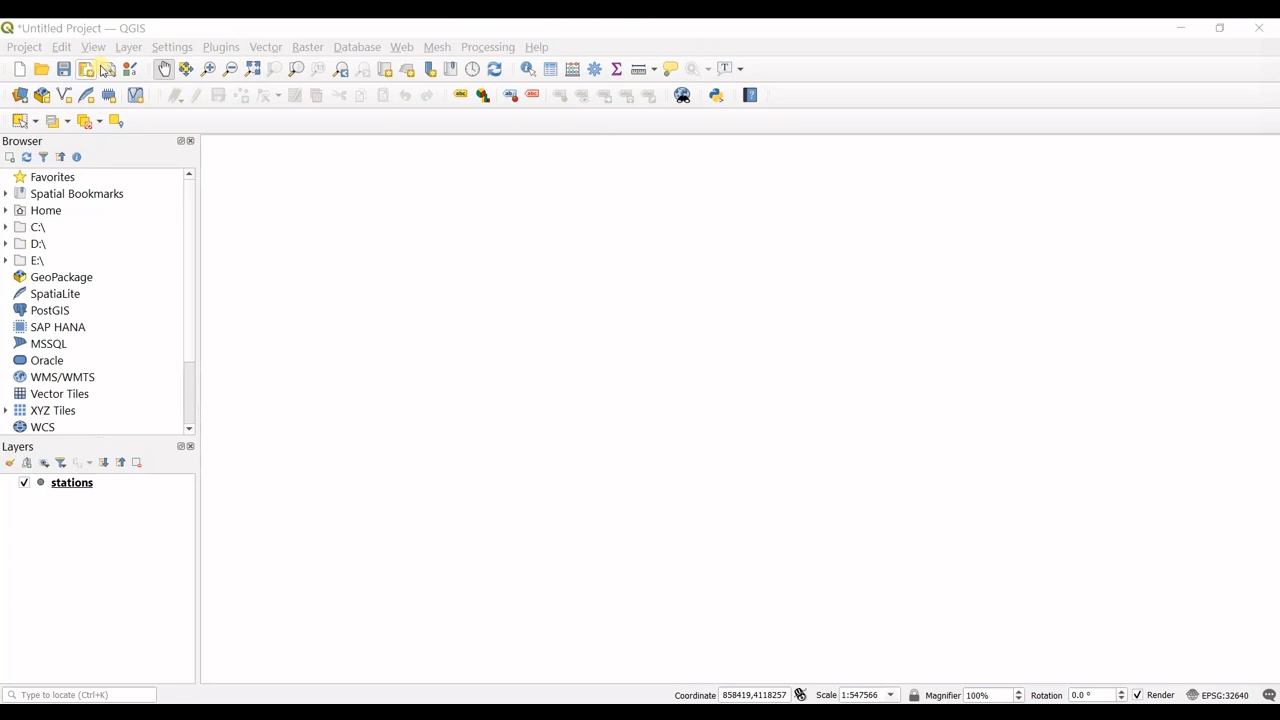 *Untitled Project — QGIS
Project Edit View Layer Settings Plugins Vector Raster Database Web Mesh Processing Help
Browser
Favorites
Spatial Bookmarks
Home
C:\
D:\
E:\
GeoPackage
SpatiaLite
PostGIS
SAP HANA
MSSQL
Oracle
WMS/WMTS
Vector Tiles
XYZ Tiles
WCS
Layers
stations
Type to locate (Ctrl+K) Coordinate 858419,4118257 Scale 1:547566 Magnifier 100% Rotation 0.0 ° Render EPSG:32640